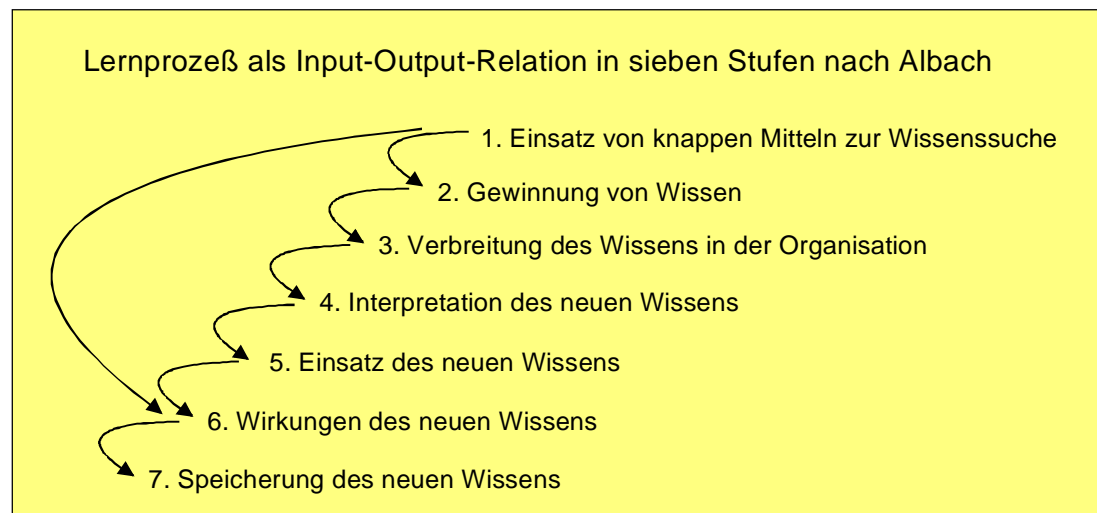 Lernprozeß als Input-Output-Relation in sieben Stufen nach Albach
1. Einsatz von knappen Mitteln zur Wissenssuche
2. Gewinnung von Wissen
3. Verbreitung des Wissens in der Organisation
4. Interpretation des neuen Wissens
5. Einsatz des neuen Wissens
6. Wirkungen des neuen Wissens
7. Speicherung des neuen Wissens